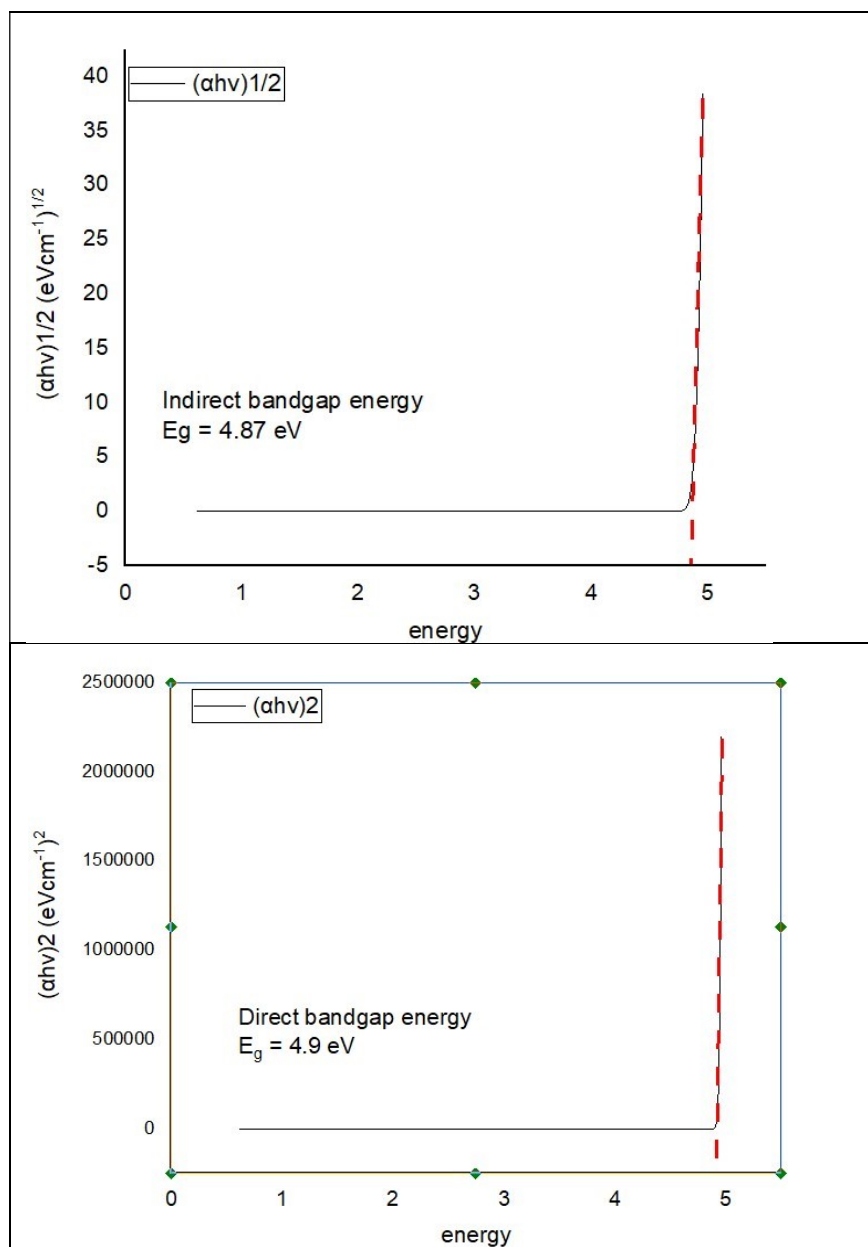 (αhv)1/2
40
35
30
25
20
15
10
5
0
-5
(αhv)1/2 (eVcm⁻¹)¹ᐟ²
Indirect bandgap energy
Eg = 4.87 eV
0 1 2 3 4 5
energy
(αhv)2
2500000
2000000
1500000
1000000
500000
0
(αhv)2 (eVcm⁻¹)²
Direct bandgap energy
E₉ = 4.9 eV
0 1 2 3 4 5
energy